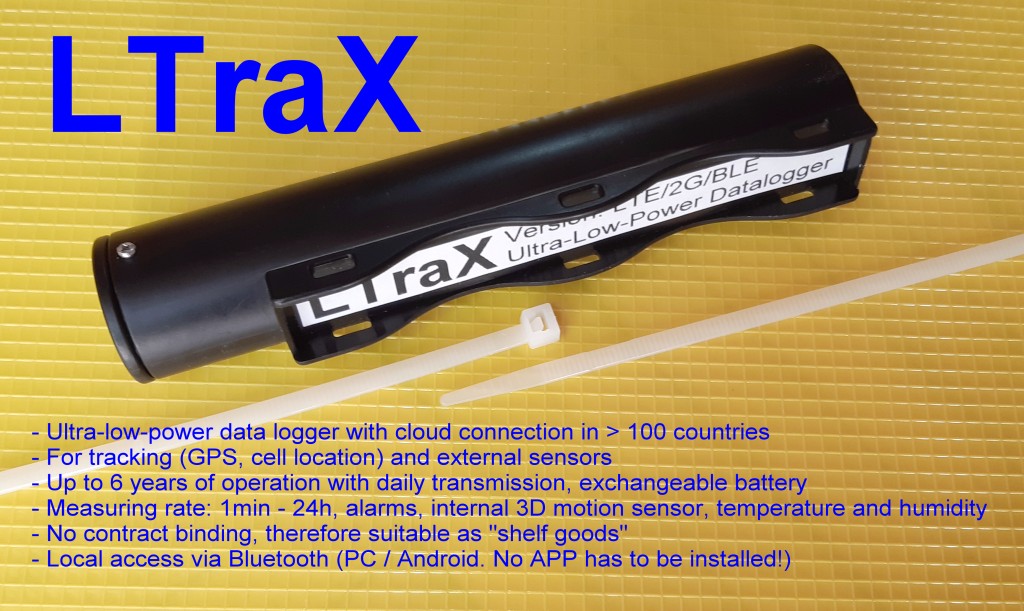 LTraX
Version: LTE/2G/BLE
Ultra-Low-Power Datalogger
LTraX
- Ultra-low-power data logger with cloud connection in > 100 countries
- For tracking (GPS, cell location) and external sensors
- Up to 6 years of operation with daily transmission, exchangeable battery
- Measuring rate: 1min - 24h, alarms, internal 3D motion sensor, temperature and humidity
- No contract binding, therefore suitable as "shelf goods"
- Local access via Bluetooth (PC / Android. No APP has to be installed!)